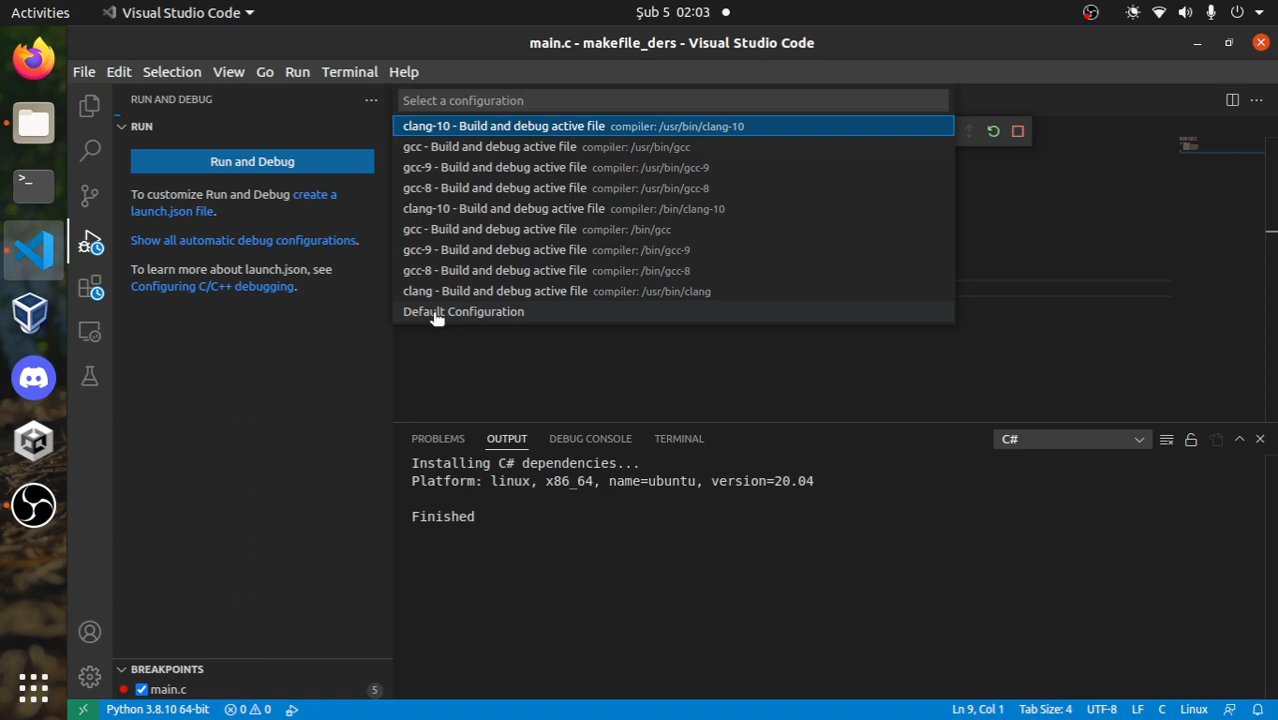 Activities
Visual Studio Code
Şub 5 02:03
main.c - makefile_ders - Visual Studio Code
File Edit Selection View Go Run Terminal Help
RUN AND DEBUG
RUN
Run and Debug
To customize Run and Debug create a
launch.json file.
Show all automatic debug configurations.
To learn more about launch.json, see
Configuring C/C++ debugging.
Select a configuration
clang-10 - Build and debug active file compiler: /usr/bin/clang-10
gcc - Build and debug active file compiler: /usr/bin/gcc
gcc-9 - Build and debug active file compiler: /usr/bin/gcc-9
gcc-8 - Build and debug active file compiler: /usr/bin/gcc-8
clang-10 - Build and debug active file compiler: /bin/clang-10
gcc - Build and debug active file compiler: /bin/gcc
gcc-9 - Build and debug active file compiler: /bin/gcc-9
gcc-8 - Build and debug active file compiler: /bin/gcc-8
clang - Build and debug active file compiler: /usr/bin/clang
Default Configuration
PROBLEMS OUTPUT DEBUG CONSOLE TERMINAL
C#
Installing C# dependencies...
Platform: linux, x86_64, name=ubuntu, version=20.04
Finished
BREAKPOINTS
main.c 5
Python 3.8.10 64-bit 0 0 Ln 9, Col 1 Tab Size: 4 UTF-8 LF C Linux